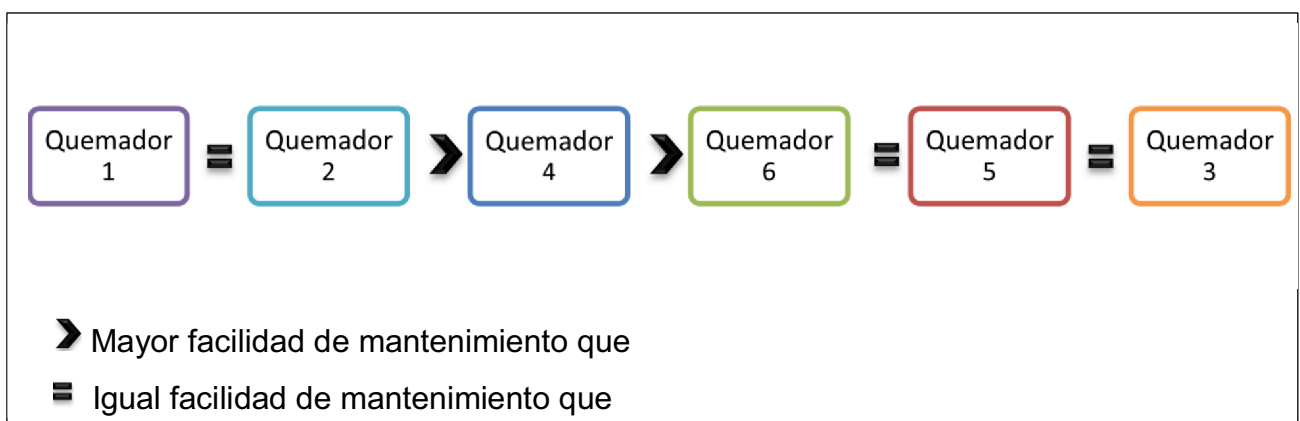 Quemador Quemador Quemador Quemador Quemador Quemador
1 = 2 > 4 > 6 = 5 = 3
> Mayor facilidad de mantenimiento que
= Igual facilidad de mantenimiento que